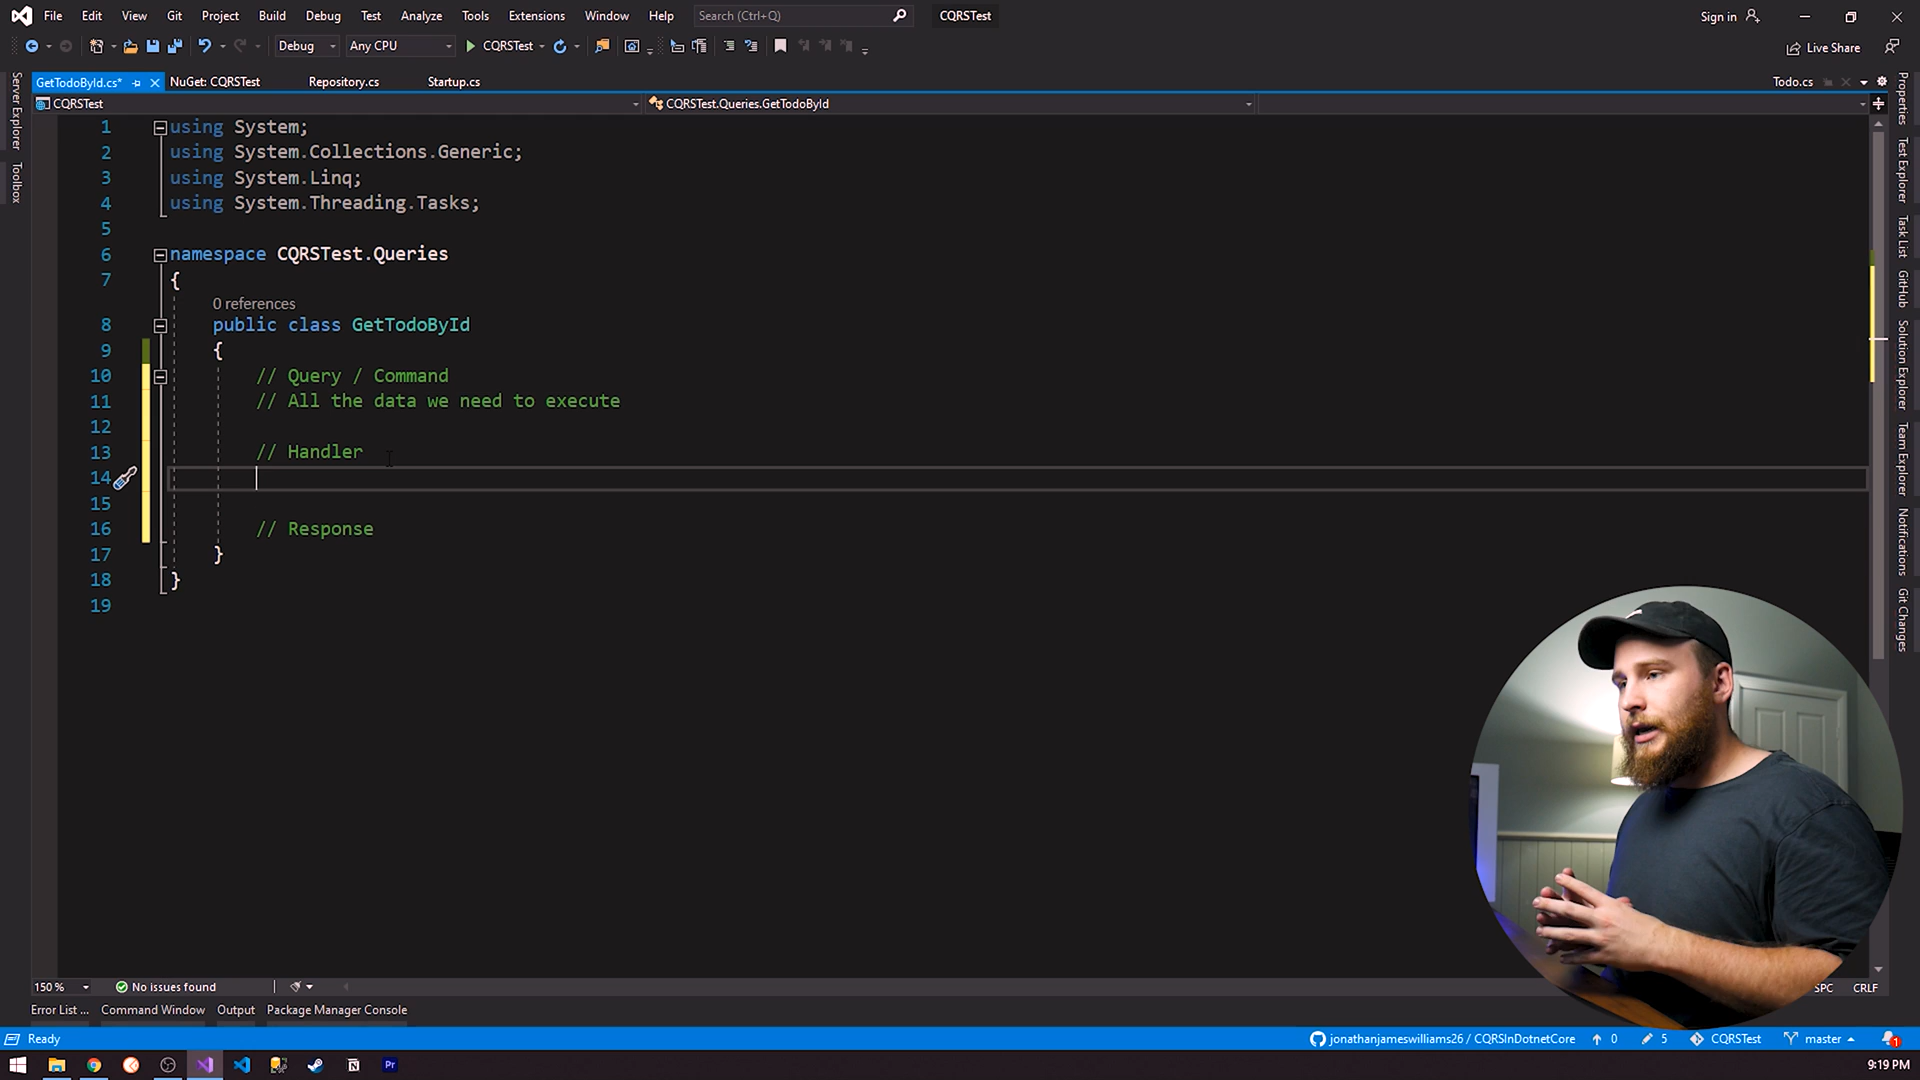 File Edit View Git Project Build Debug Test Analyze Tools Extensions Window Help Search (Ctrl+Q) CQRSTest Sign in
Debug Any CPU CQRSTest Live Share
GetTodoById.cs* NuGet: CQRSTest Repository.cs Startup.cs Todo.cs
CQRSTest CQRSTest.Queries.GetTodoById
Server Explorer
Toolbox
1 using System;
2 using System.Collections.Generic;
3 using System.Linq;
4 using System.Threading.Tasks;
5
6 namespace CQRSTest.Queries
7 {
0 references
8 public class GetTodoById
9 {
10 // Query / Command
11 // All the data we need to execute
12
13 // Handler
14
15
16 // Response
17 }
18 }
19
Properties
Test Explorer
Task List
GitHub
Solution Explorer
Team Explorer
Notifications
Git Changes
150 % No issues found SPC CRLF
Error List ... Command Window Output Package Manager Console
Ready jonathanjameswilliams26 / CQRSInDotnetCore 0 5 CQRSTest master 1
Pr 9:19 PM